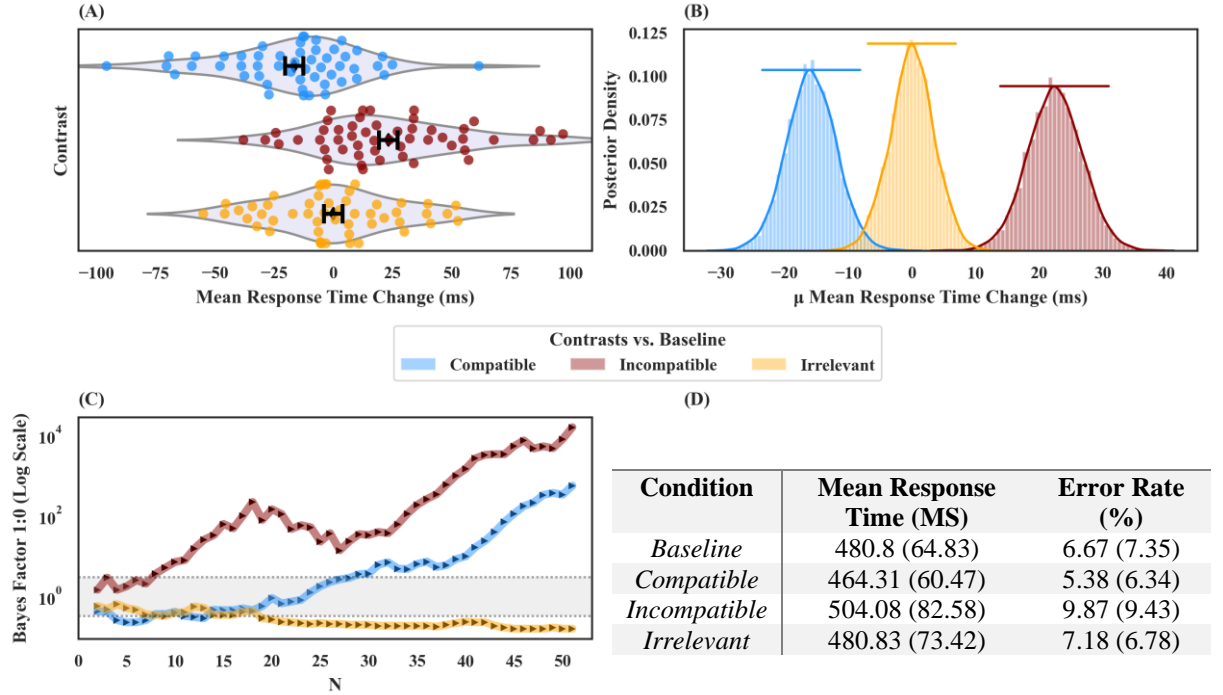 (A)
Contrast
−100 −75 −50 −25 0 25 50 75 100
Mean Response Time Change (ms)
(B)
Posterior Density
0.125
0.100
0.075
0.050
0.025
0.000
−30 −20 −10 0 10 20 30 40
μ Mean Response Time Change (ms)
Contrasts vs. Baseline
Compatible Incompatible Irrelevant
(C)
Bayes Factor 1:0 (Log Scale)
10^4
10^2
10^0
0 5 10 15 20 25 30 35 40 45 50
N
(D)
Condition Mean Response Error Rate
Time (MS) (%)
Baseline 480.8 (64.83) 6.67 (7.35)
Compatible 464.31 (60.47) 5.38 (6.34)
Incompatible 504.08 (82.58) 9.87 (9.43)
Irrelevant 480.83 (73.42) 7.18 (6.78)